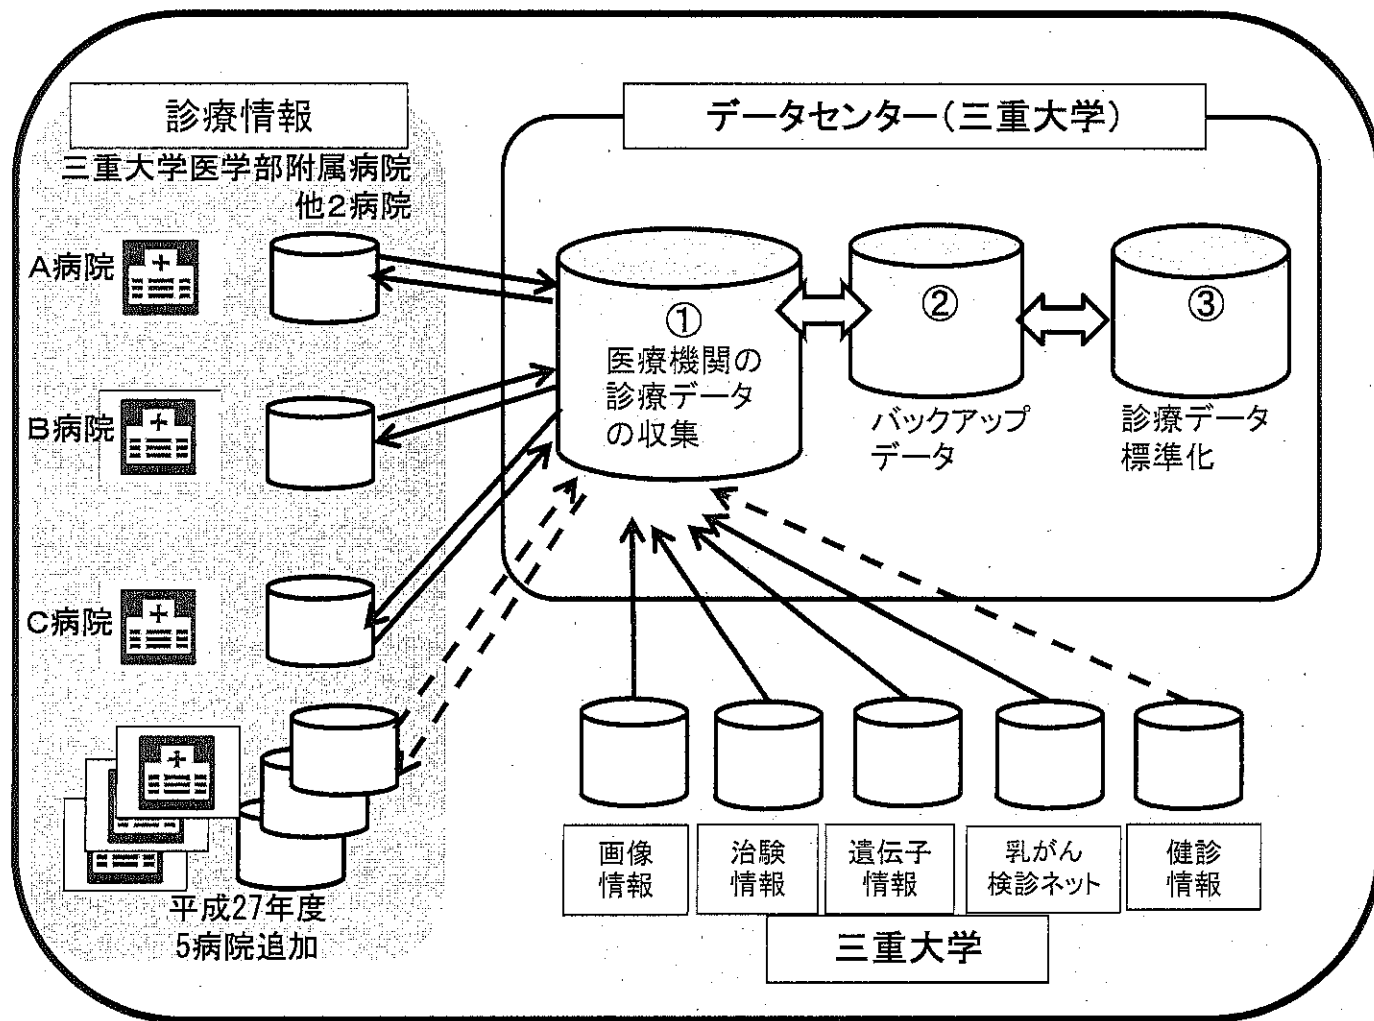 診療情報
三重大学医学部附属病院
他2病院
A病院
B病院
C病院
平成27年度
5病院追加
データセンター(三重大学)
①
医療機関の
診療データ
の収集
②
バックアップ
データ
③
診療データ
標準化
画像
情報
治験
情報
遺伝子
情報
乳がん
検診ネット
健診
情報
三重大学